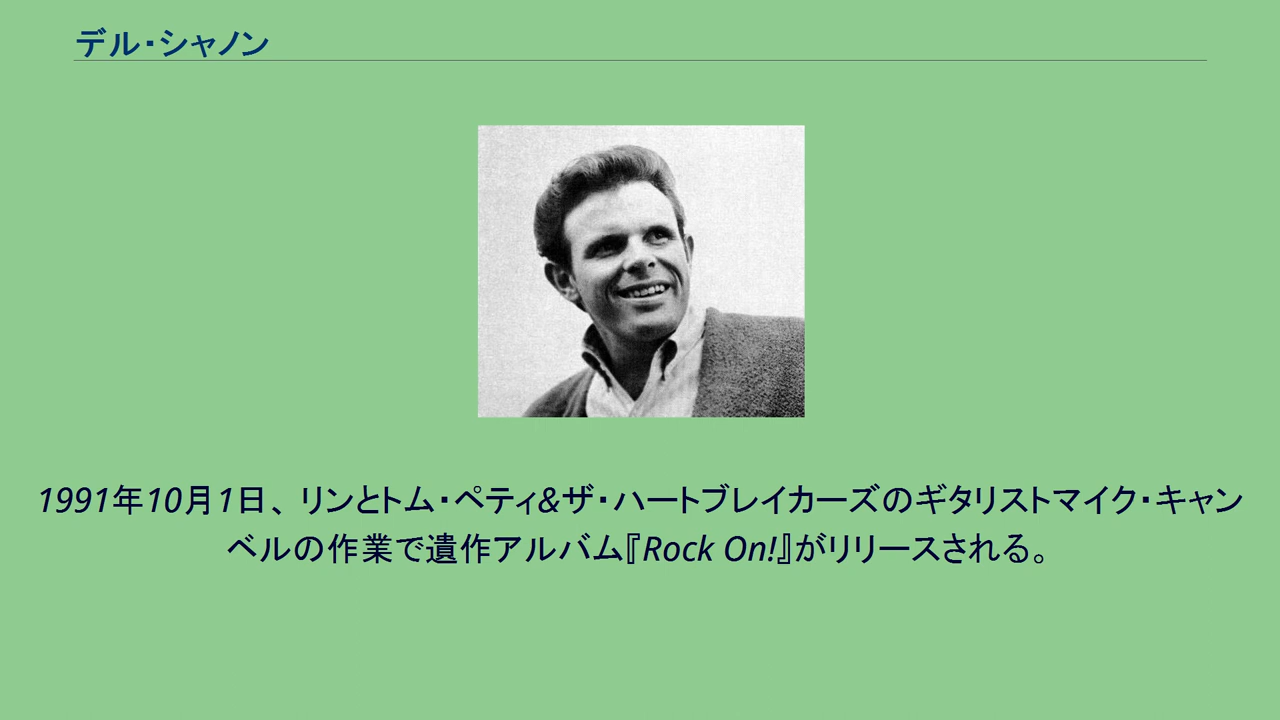 デル・シャノン
1991年10月1日、リンとトム・ペティ&ザ・ハートブレイカーズのギタリストマイク・キャン
ベルの作業で遺作アルバム『Rock On!』がリリースされる。